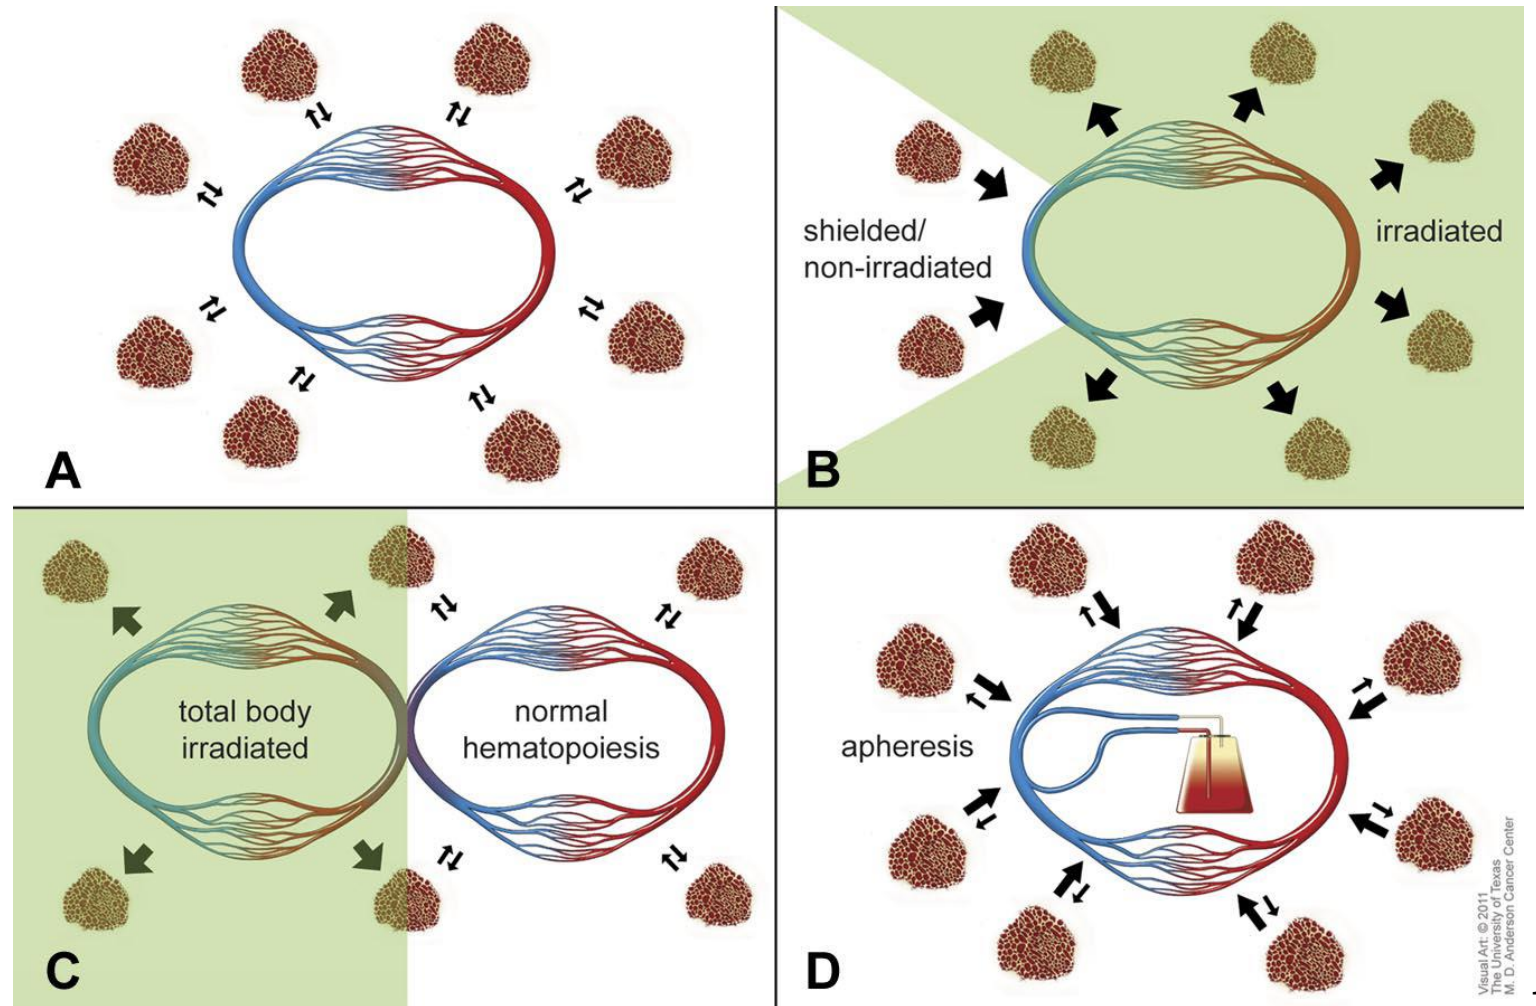 A
shielded/
non-irradiated
irradiated
B
total body
irradiated
normal
hematopoiesis
C
apheresis
D
Visual Art: © 2011
The University of Texas
M. D. Anderson Cancer Center